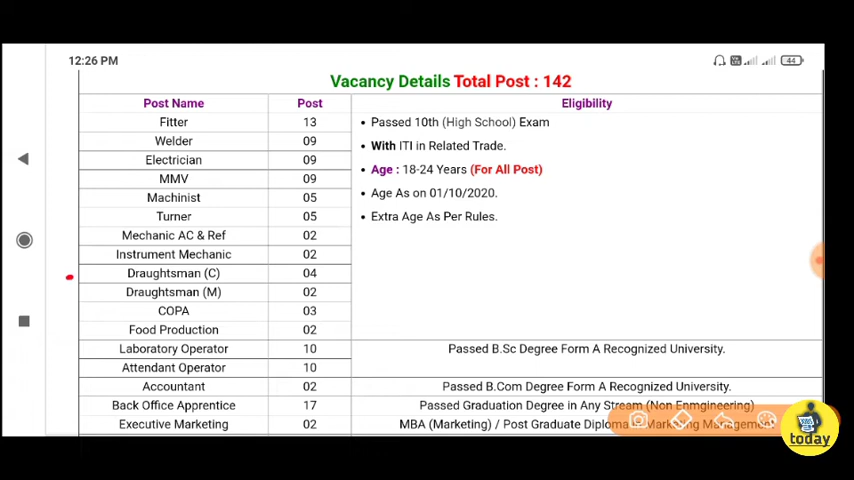 12:26 PM
44
Vacancy Details Total Post : 142
Post Name Post Eligibility
Fitter 13
Welder 09
Electrician 09
MMV 09
Machinist 05
Turner 05
Mechanic AC & Ref 02
Instrument Mechanic 02
Draughtsman (C) 04
Draughtsman (M) 02
COPA 03
Food Production 02
• Passed 10th (High School) Exam
• With ITI in Related Trade.
• Age : 18-24 Years (For All Post)
• Age As on 01/10/2020.
• Extra Age As Per Rules.
Laboratory Operator 10 Passed B.Sc Degree Form A Recognized University.
Attendant Operator 10
Accountant 02 Passed B.Com Degree Form A Recognized University.
Back Office Apprentice 17 Passed Graduation Degree in Any Stream (Non Enmgineering)
Executive Marketing 02 MBA (Marketing) / Post Graduate Diploma Marketing Management
today